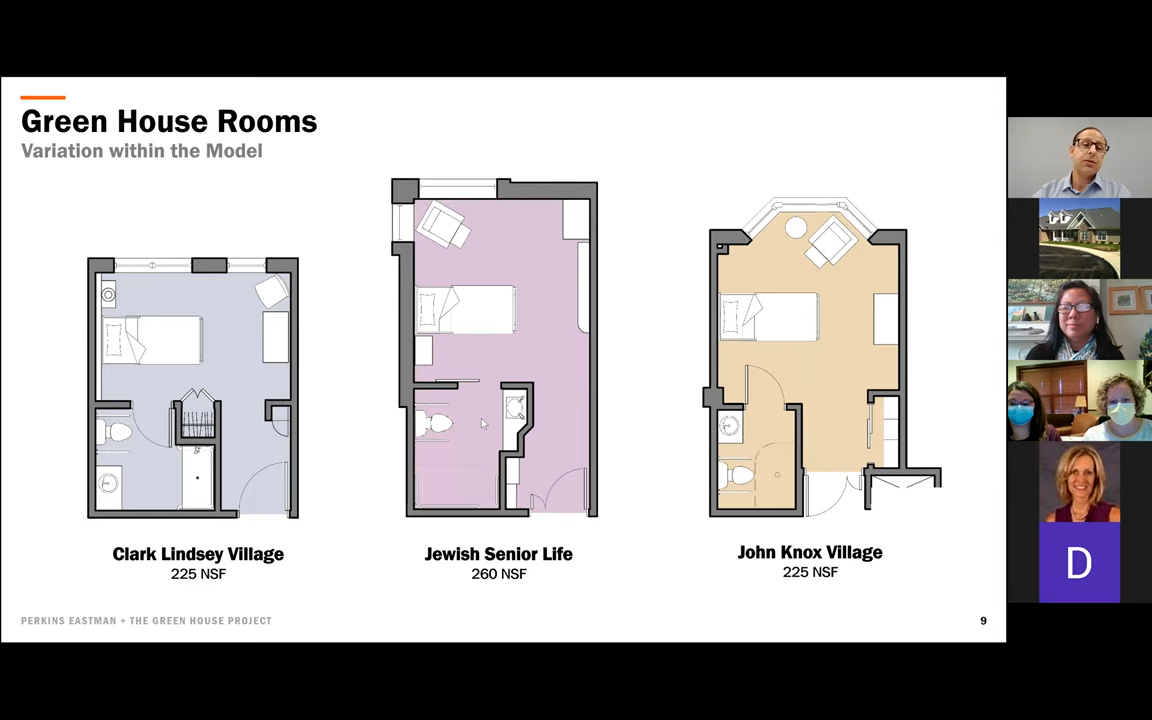 Green House Rooms
Variation within the Model
Clark Lindsey Village
225 NSF
Jewish Senior Life
260 NSF
John Knox Village
225 NSF
PERKINS EASTMAN + THE GREEN HOUSE PROJECT
9
D